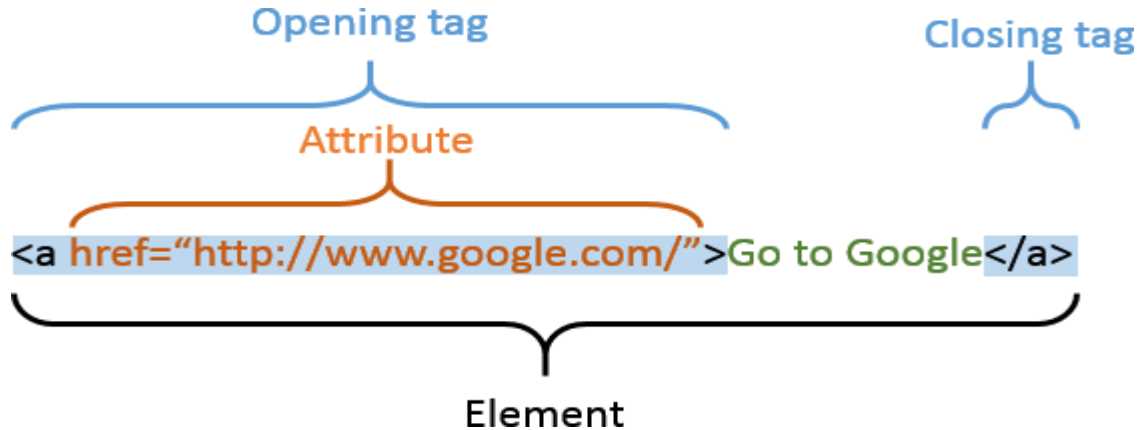 Opening tag
Closing tag
Attribute
<a href=“http://www.google.com/”>Go to Google</a>
Element